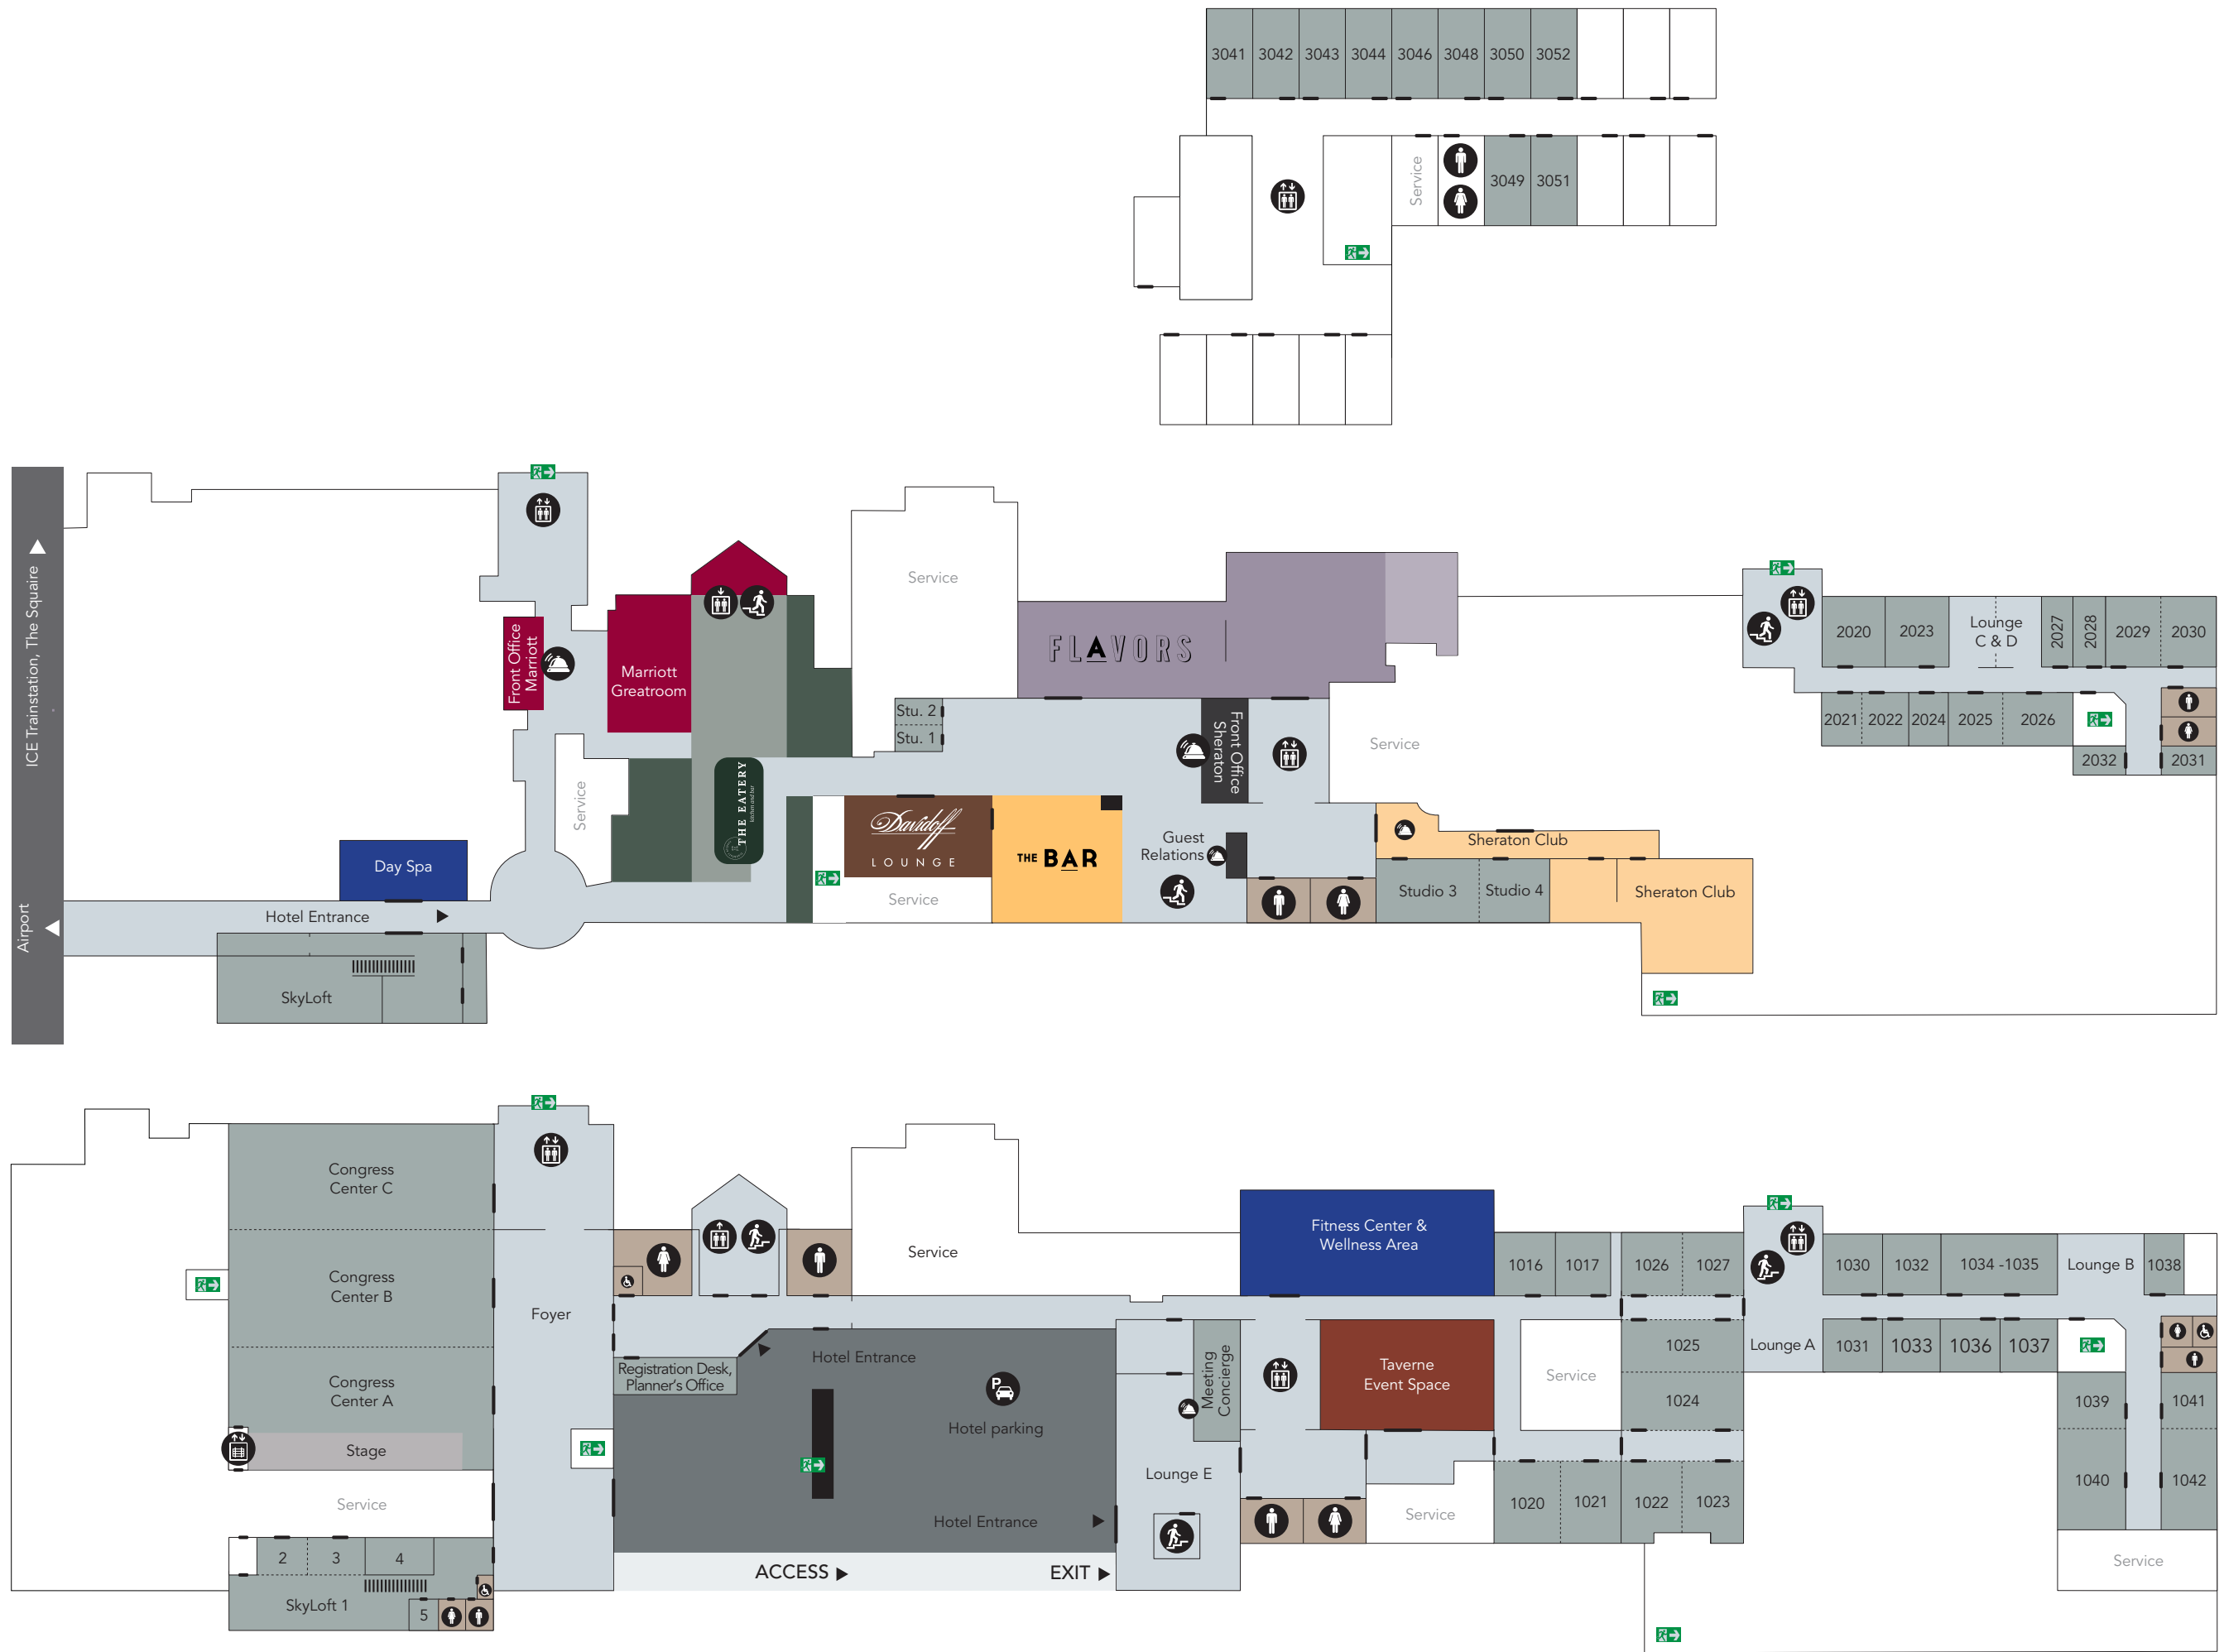 3041 3042 3043 3044 3046 3048 3050 3052
Service
3049 3051
ICE Trainstation, The Squaire
Airport
Front Office
Marriott
Marriott
Greatroom
Service
THE EATERY
Service
Day Spa
Hotel Entrance
SkyLoft
FLAVORS
Stu. 2
Stu. 1
Davidoff
LOUNGE
Service
THE BAR
Front Office
Sheraton
Guest
Relations
Service
Sheraton Club
Studio 3 Studio 4
Sheraton Club
2020 2023
Lounge
C & D
2027 2028 2029 2030
2021 2022 2024 2025 2026
2032 2031
Congress
Center C
Congress
Center B
Congress
Center A
Stage
Service
2 3 4
SkyLoft 1
5
Foyer
Registration Desk,
Planner's Office
Hotel Entrance
P
Hotel parking
Hotel Entrance
ACCESS
EXIT
Service
Fitness Center &
Wellness Area
Meeting
Concierge
Lounge E
Taverne
Event Space
Service
Service
1016 1017 1026 1027
1025
1024
1020 1021 1022 1023
Lounge A
1030 1032 1034 -1035
Lounge B
1038
1031 1033 1036 1037
1039 1041
1040 1042
Service